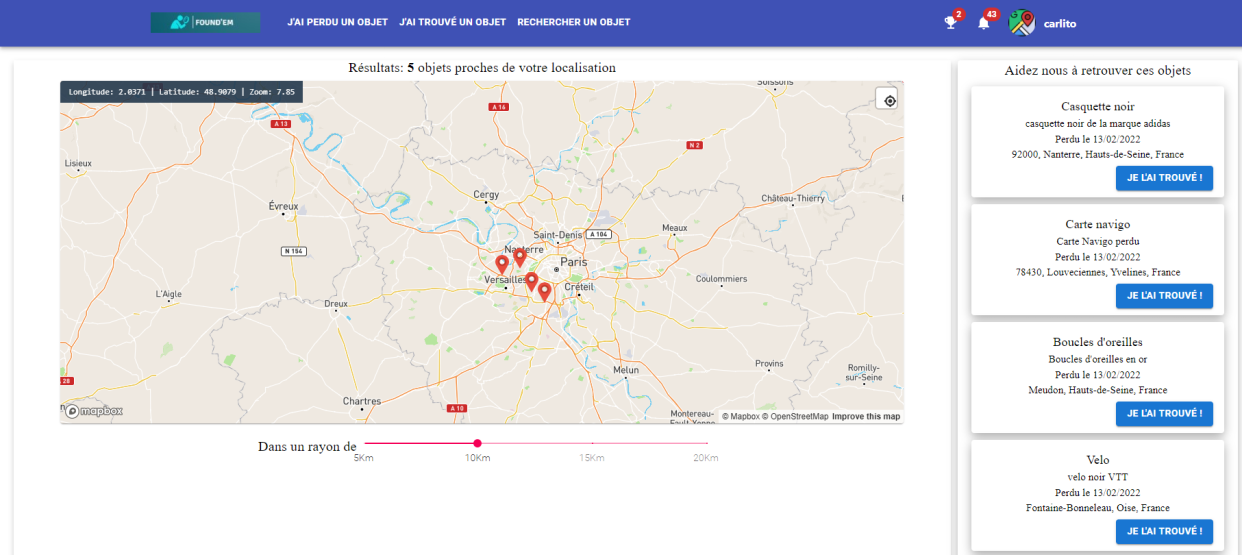 FOUND'EM
J'AI PERDU UN OBJET
J'AI TROUVÉ UN OBJET
RECHERCHER UN OBJET
2
43
carlito
Résultats: 5 objets proches de votre localisation
Longitude: 2.0371 | Latitude: 48.9079 | Zoom: 7.85
Soissons
A 16
A 13
N 2
Lisieux
Cergy
Château-Thierry
Évreux
Saint-Denis
A 104
Meaux
N 154
Nanterre
Paris
Versailles
Créteil
Coulommiers
L'Aigle
Dreux
Provins
Melun
Romilly-
sur-Seine
28
Chartres
A 10
Montereau-
Fault-Yonne
mapbox
© Mapbox © OpenStreetMap Improve this map
Dans un rayon de
5Km
10Km
15Km
20Km
Aidez nous à retrouver ces objets
Casquette noir
casquette noir de la marque adidas
Perdu le 13/02/2022
92000, Nanterre, Hauts-de-Seine, France
JE L'AI TROUVÉ !
Carte navigo
Carte Navigo perdu
Perdu le 13/02/2022
78430, Louveciennes, Yvelines, France
JE L'AI TROUVÉ !
Boucles d'oreilles
Boucles d'oreilles en or
Perdu le 13/02/2022
Meudon, Hauts-de-Seine, France
JE L'AI TROUVÉ !
Velo
velo noir VTT
Perdu le 13/02/2022
Fontaine-Bonneleau, Oise, France
JE L'AI TROUVÉ !